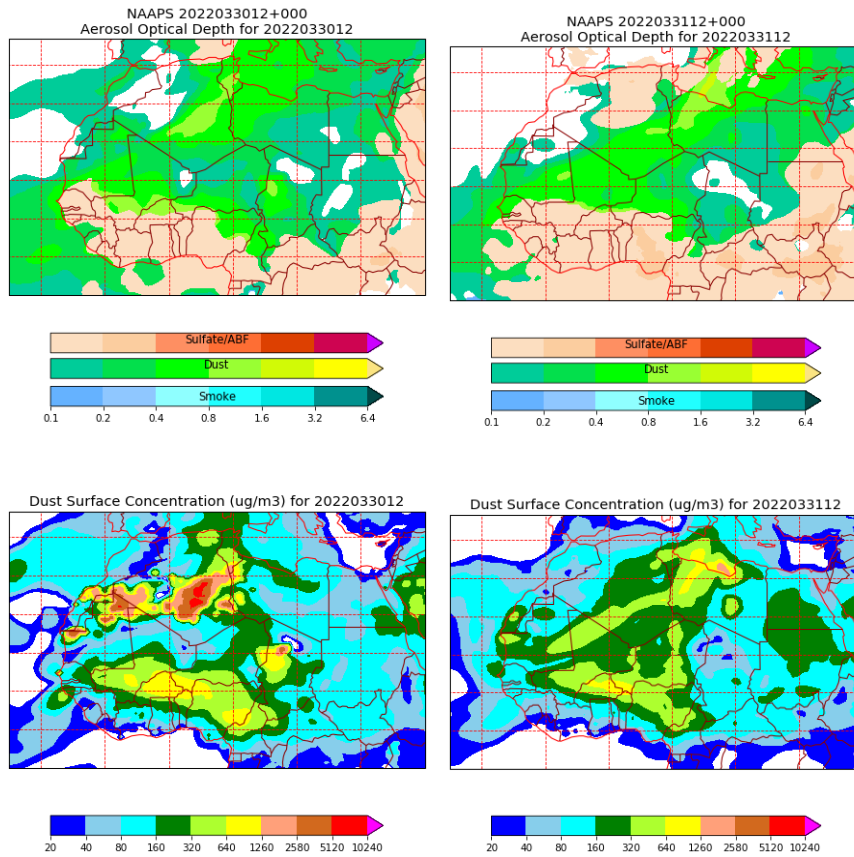 NAAPS 2022033012+000
Aerosol Optical Depth for 2022033012
NAAPS 2022033112+000
Aerosol Optical Depth for 2022033112
Sulfate/ABF
Dust
Smoke
0.1 0.2 0.4 0.8 1.6 3.2 6.4
Sulfate/ABF
Dust
Smoke
0.1 0.2 0.4 0.8 1.6 3.2 6.4
Dust Surface Concentration (ug/m3) for 2022033012
Dust Surface Concentration (ug/m3) for 2022033112
20 40 80 160 320 640 1260 2580 5120 10240
20 40 80 160 320 640 1260 2580 5120 10240